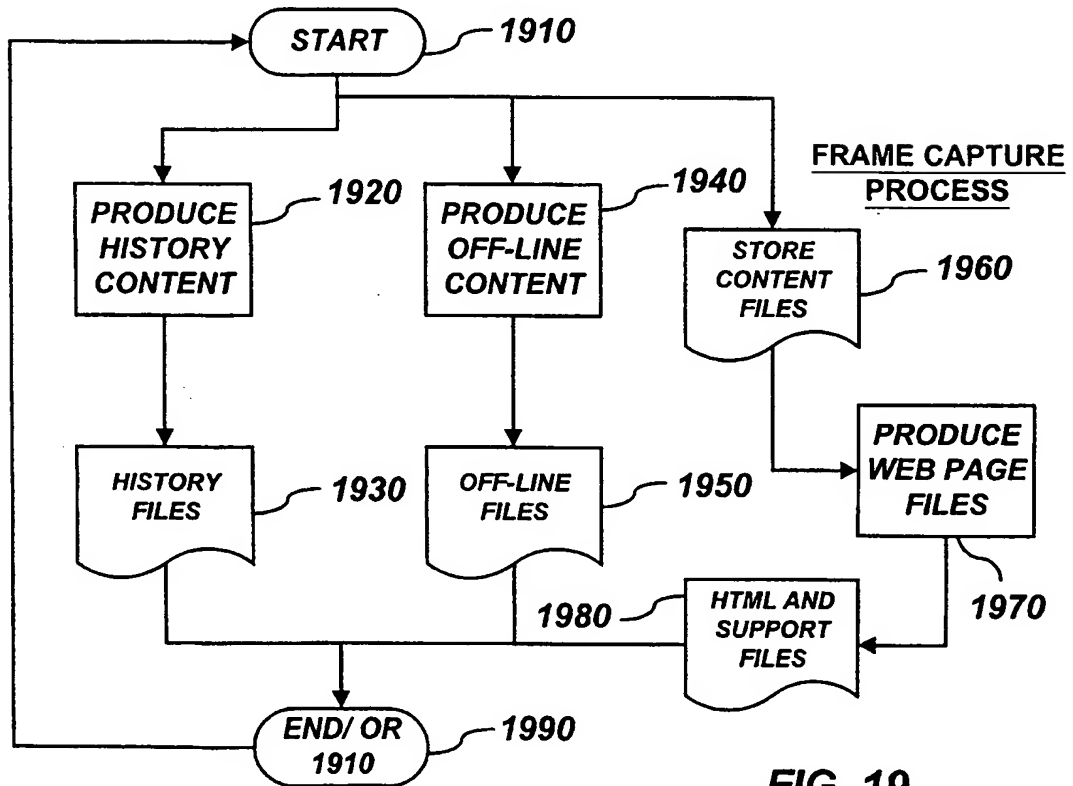 START
1910
FRAME CAPTURE
PROCESS
PRODUCE
HISTORY
CONTENT
1920
PRODUCE
OFF-LINE
CONTENT
1940
STORE
CONTENT
FILES
1960
HISTORY
FILES
1930
OFF-LINE
FILES
1950
PRODUCE
WEB PAGE
FILES
1970
1980
HTML AND
SUPPORT
FILES
END/ OR
1910
1990
FIG. 19